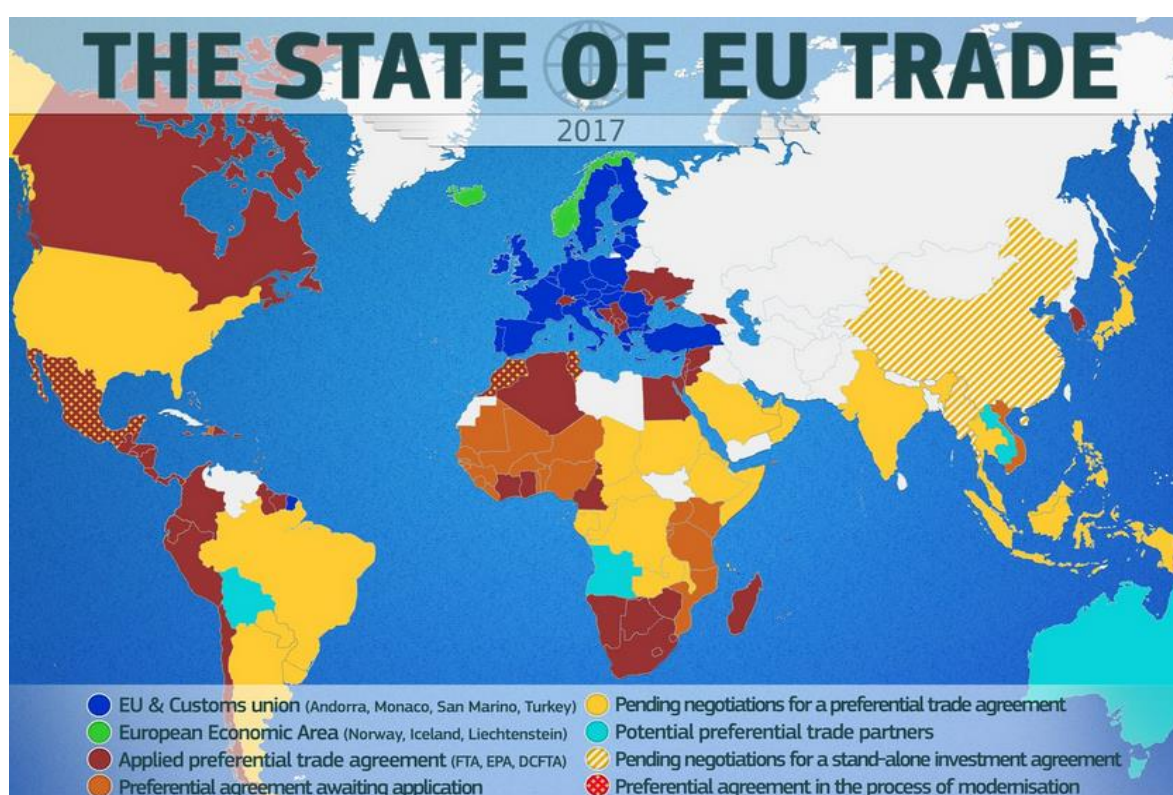 THE STATE OF EU TRADE
2017
EU & Customs union (Andorra, Monaco, San Marino, Turkey)
European Economic Area (Norway, Iceland, Liechtenstein)
Applied preferential trade agreement (FTA, EPA, DCFTA)
Preferential agreement awaiting application
Pending negotiations for a preferential trade agreement
Potential preferential trade partners
Pending negotiations for a stand-alone investment agreement
Preferential agreement in the process of modernisation